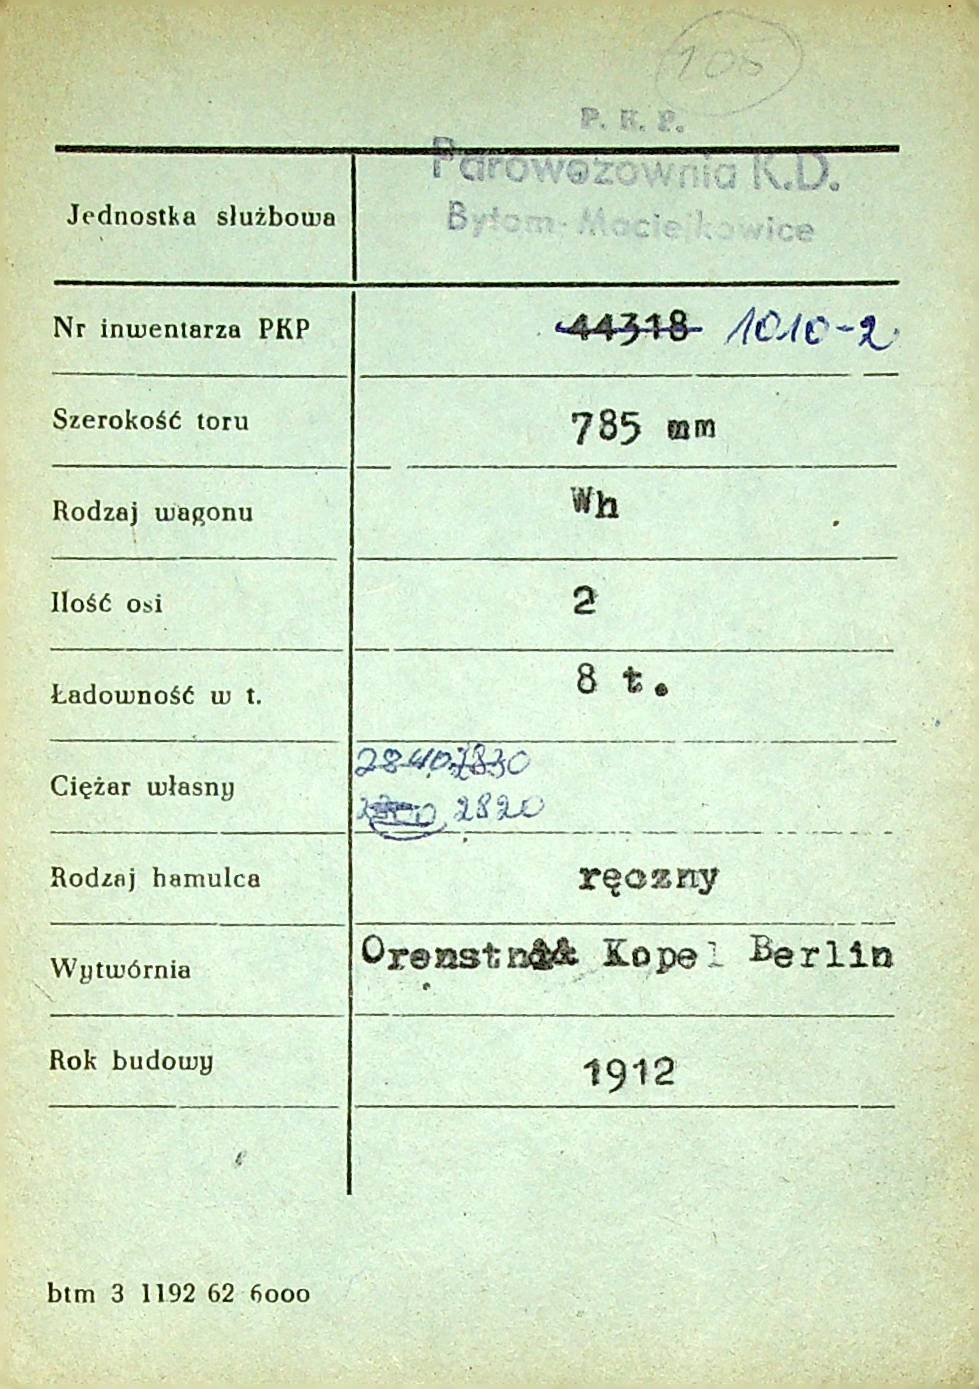 105
P. K. P.
Parowozownia K.D.
Jednostka służbowa
Bytom-Maciejkowice
Nr inwentarza PKP 44318 1010-2
Szerokość toru 785 mm
Rodzaj wagonu Wh
Ilość osi 2
Ładowność w t. 8 t.
2840 2830
Ciężar własny
2820
Rodzaj hamulca ręczny
Wytwórnia Orenst Kopel Berlin
Rok budowy 1912
btm 3 1192 62 6000